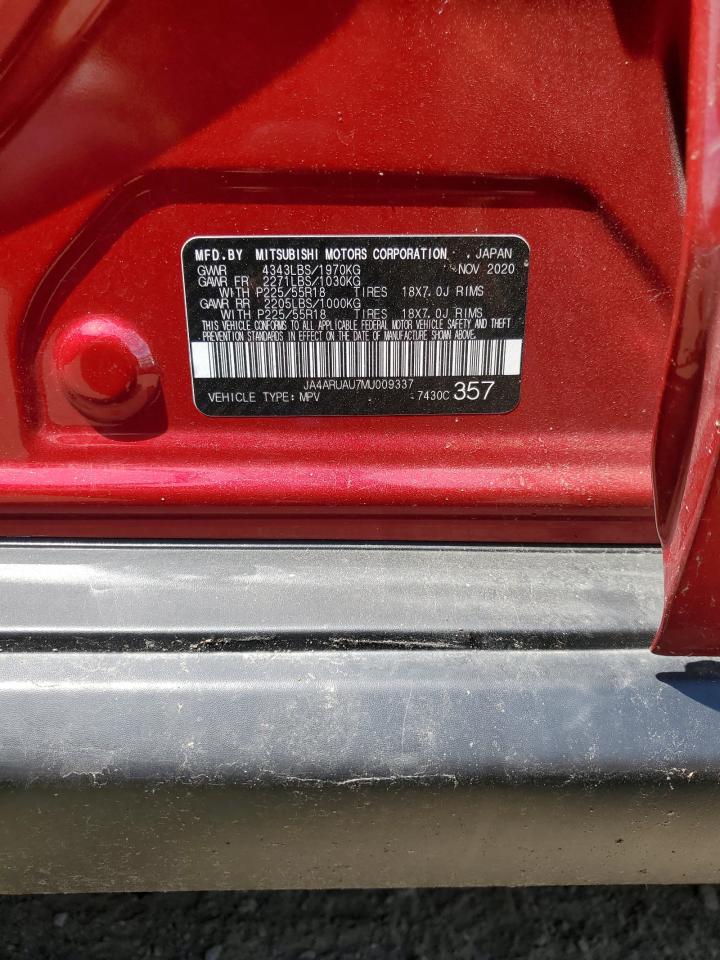 MFD.BY MITSUBISHI MOTORS CORPORATION JAPAN
GWWR 4343LBS/1970KG NOV 2020
GAWR FR 2271LBS/1030KG
WITH P225/55R18 TIRES 18X7.0J RIMS
GAWR RR 2205LBS/1000KG
WITH P225/55R18 TIRES 18X7.0J RIMS
THIS VEHICLE CONFORMS TO ALL APPLICABLE FEDERAL MOTOR VEHICLE SAFETY AND THEFT
PREVENTION STANDARDS IN EFFECT ON THE DATE OF MANUFACTURE SHOWN ABOVE.
JA4ARUAU7MU009337
VEHICLE TYPE: MPV 7430C 357